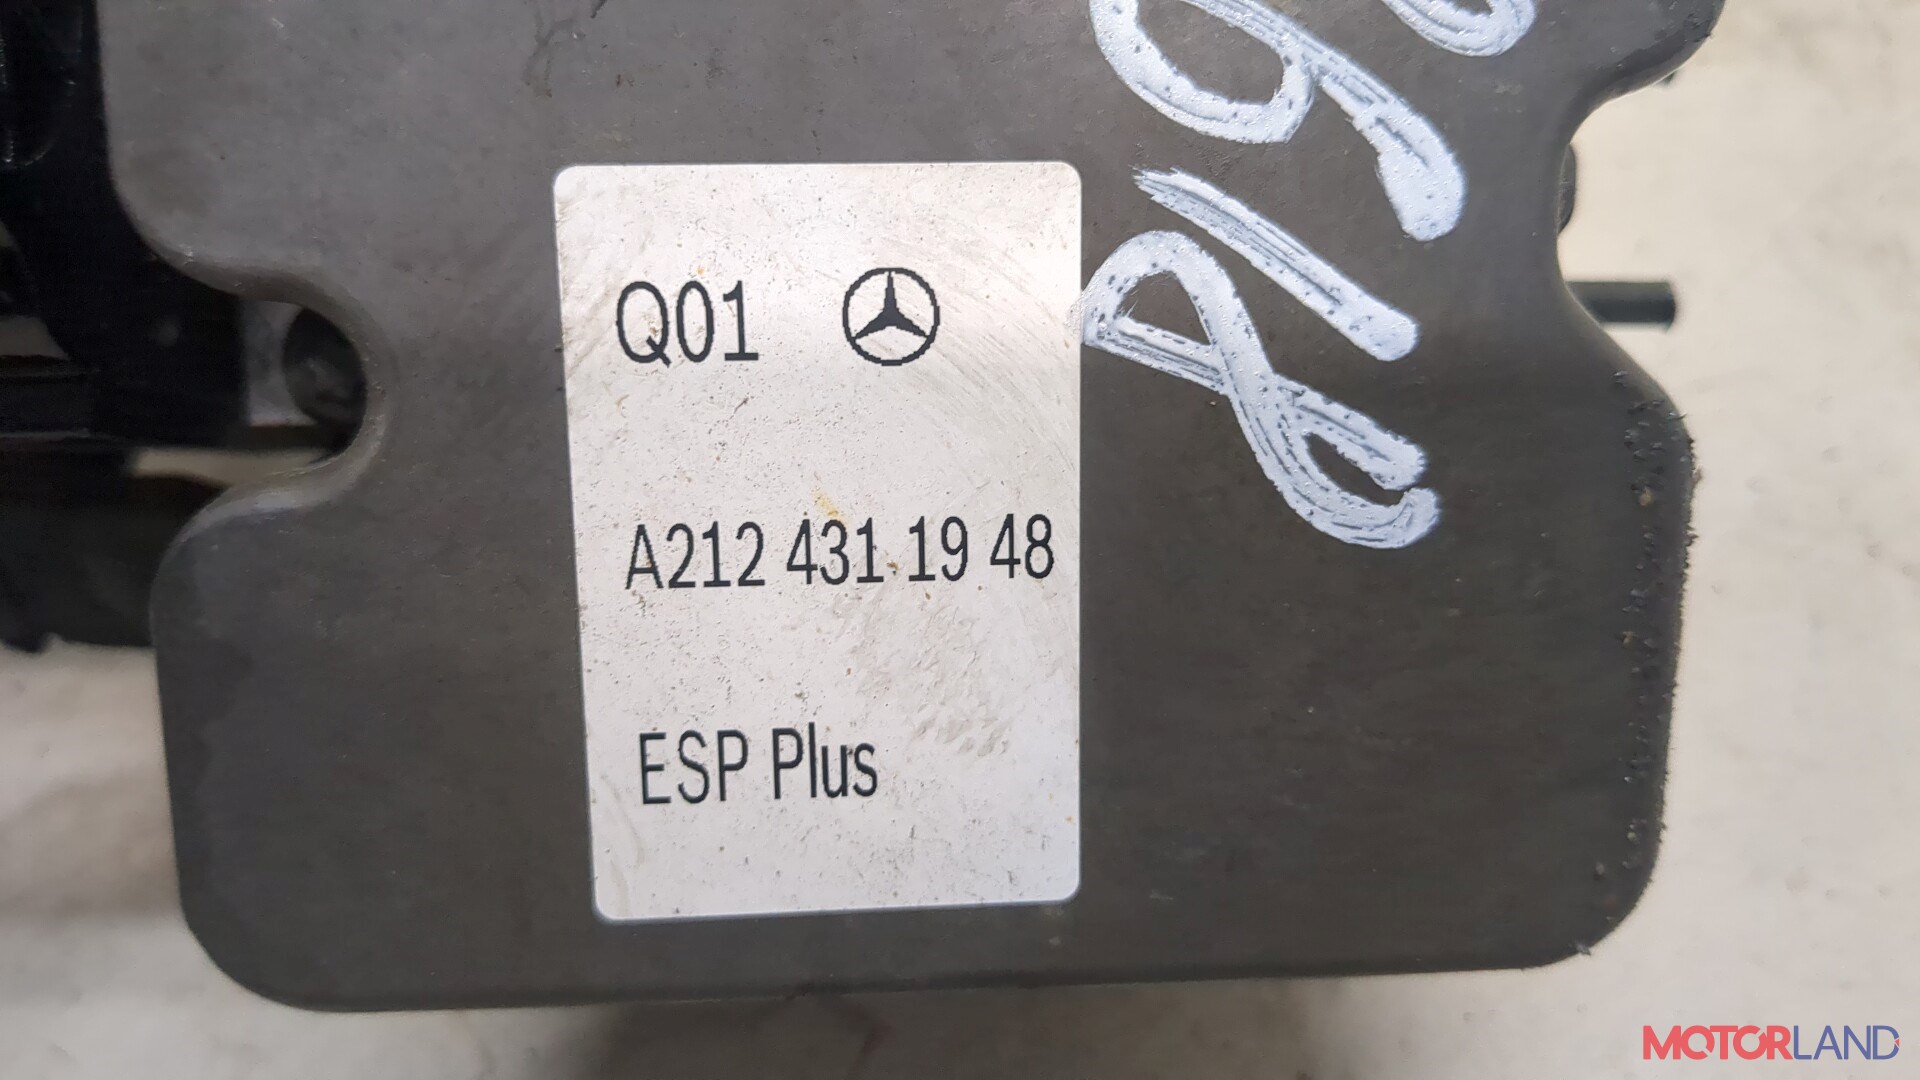 Q01
A212 431 19 48
ESP Plus
MOTORLAND